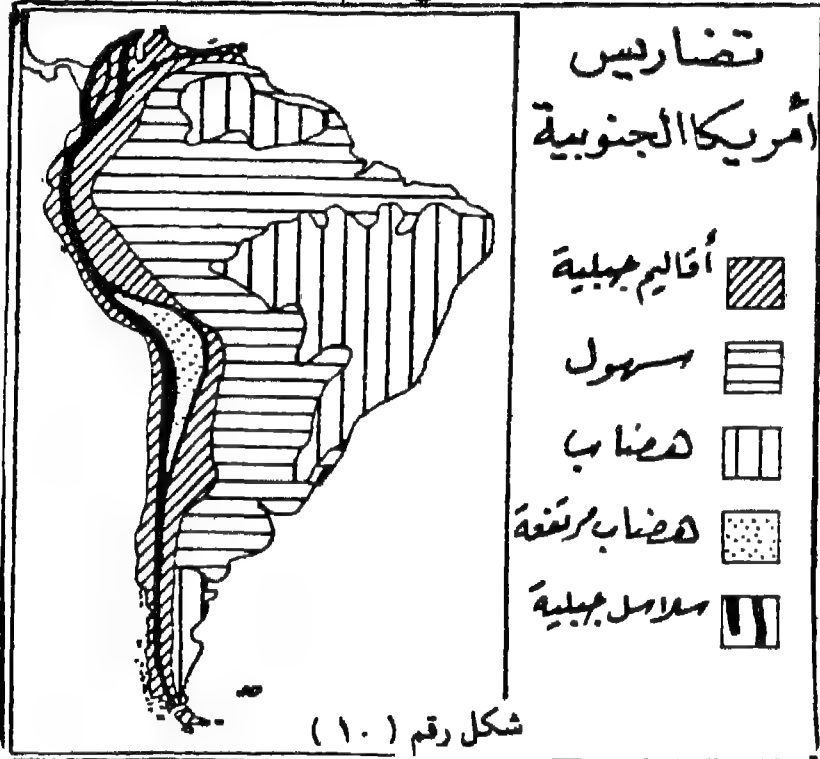 تضاريس
أمريكا الجنوبية
أقاليم جبلية
سهول
هضاب
هضاب مرتفعة
سلاسل جبلية
شكل رقم ( ١٠ )